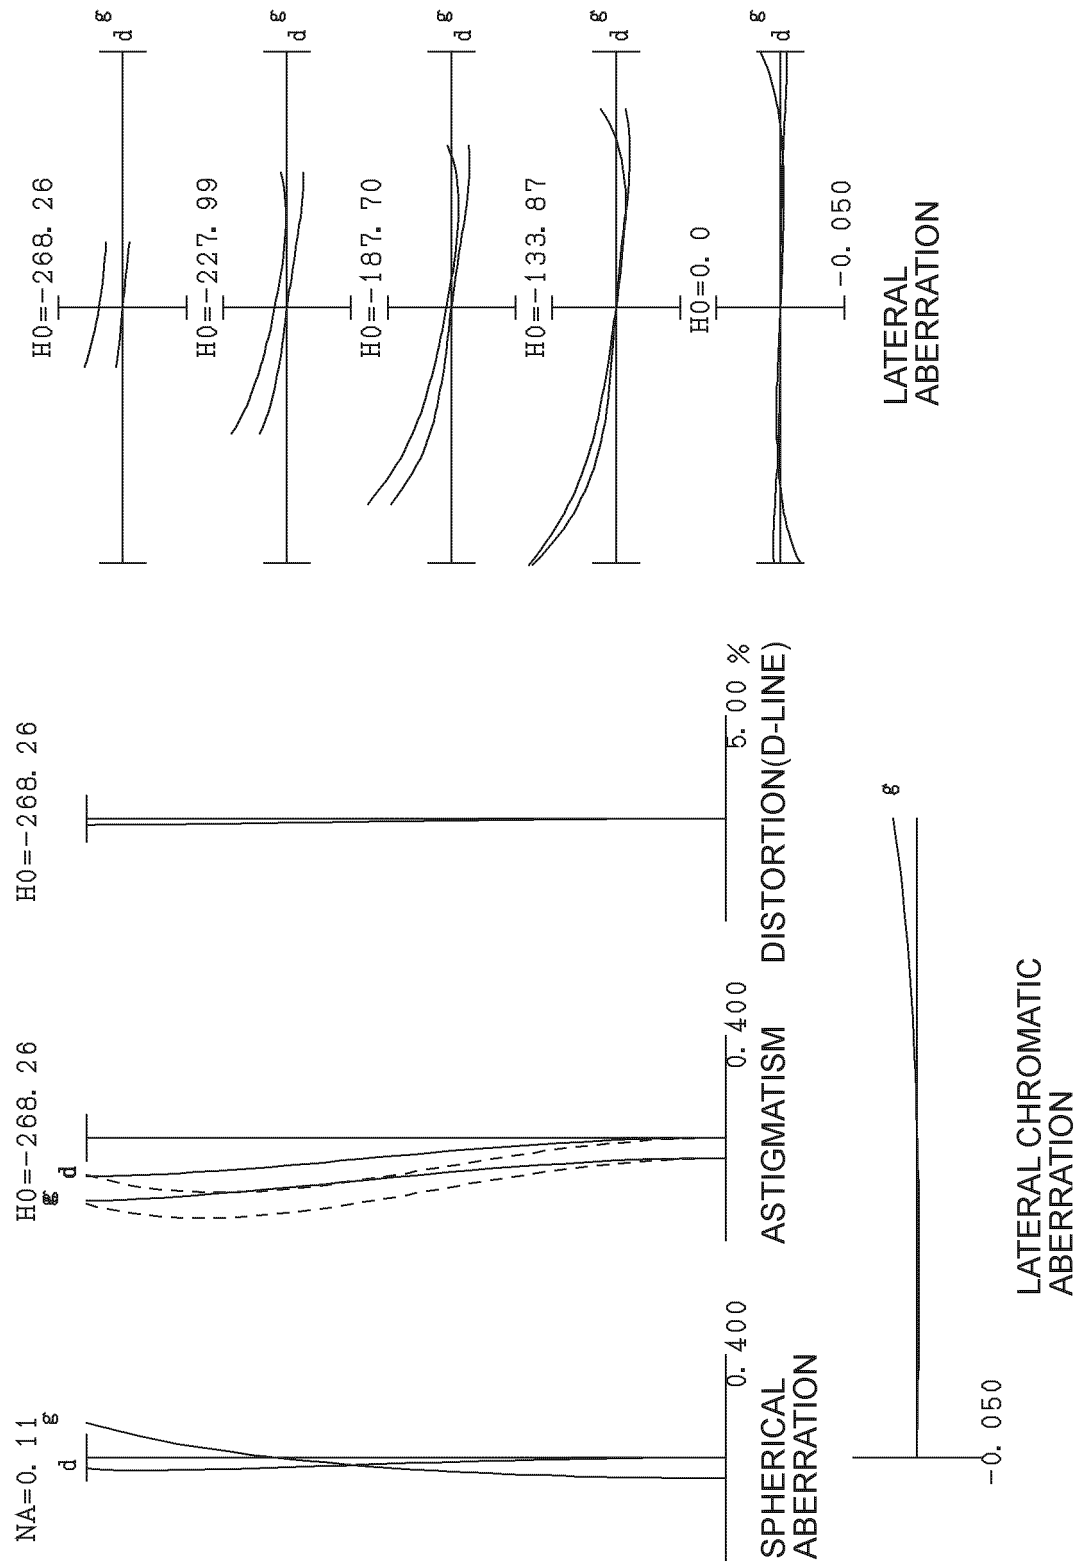 NA=0. 11
d
g
0. 400
SPHERICAL
ABERRATION
H0=-268. 26
g
d
0. 400
ASTIGMATISM
H0=-268. 26
5. 00 %
DISTORTION(D-LINE)
-0. 050
g
LATERAL CHROMATIC
ABERRATION
H0=-268. 26
g
d
H0=-227. 99
g
d
H0=-187. 70
g
d
H0=-133. 87
g
d
H0=0. 0
g
d
-0. 050
LATERAL
ABERRATION